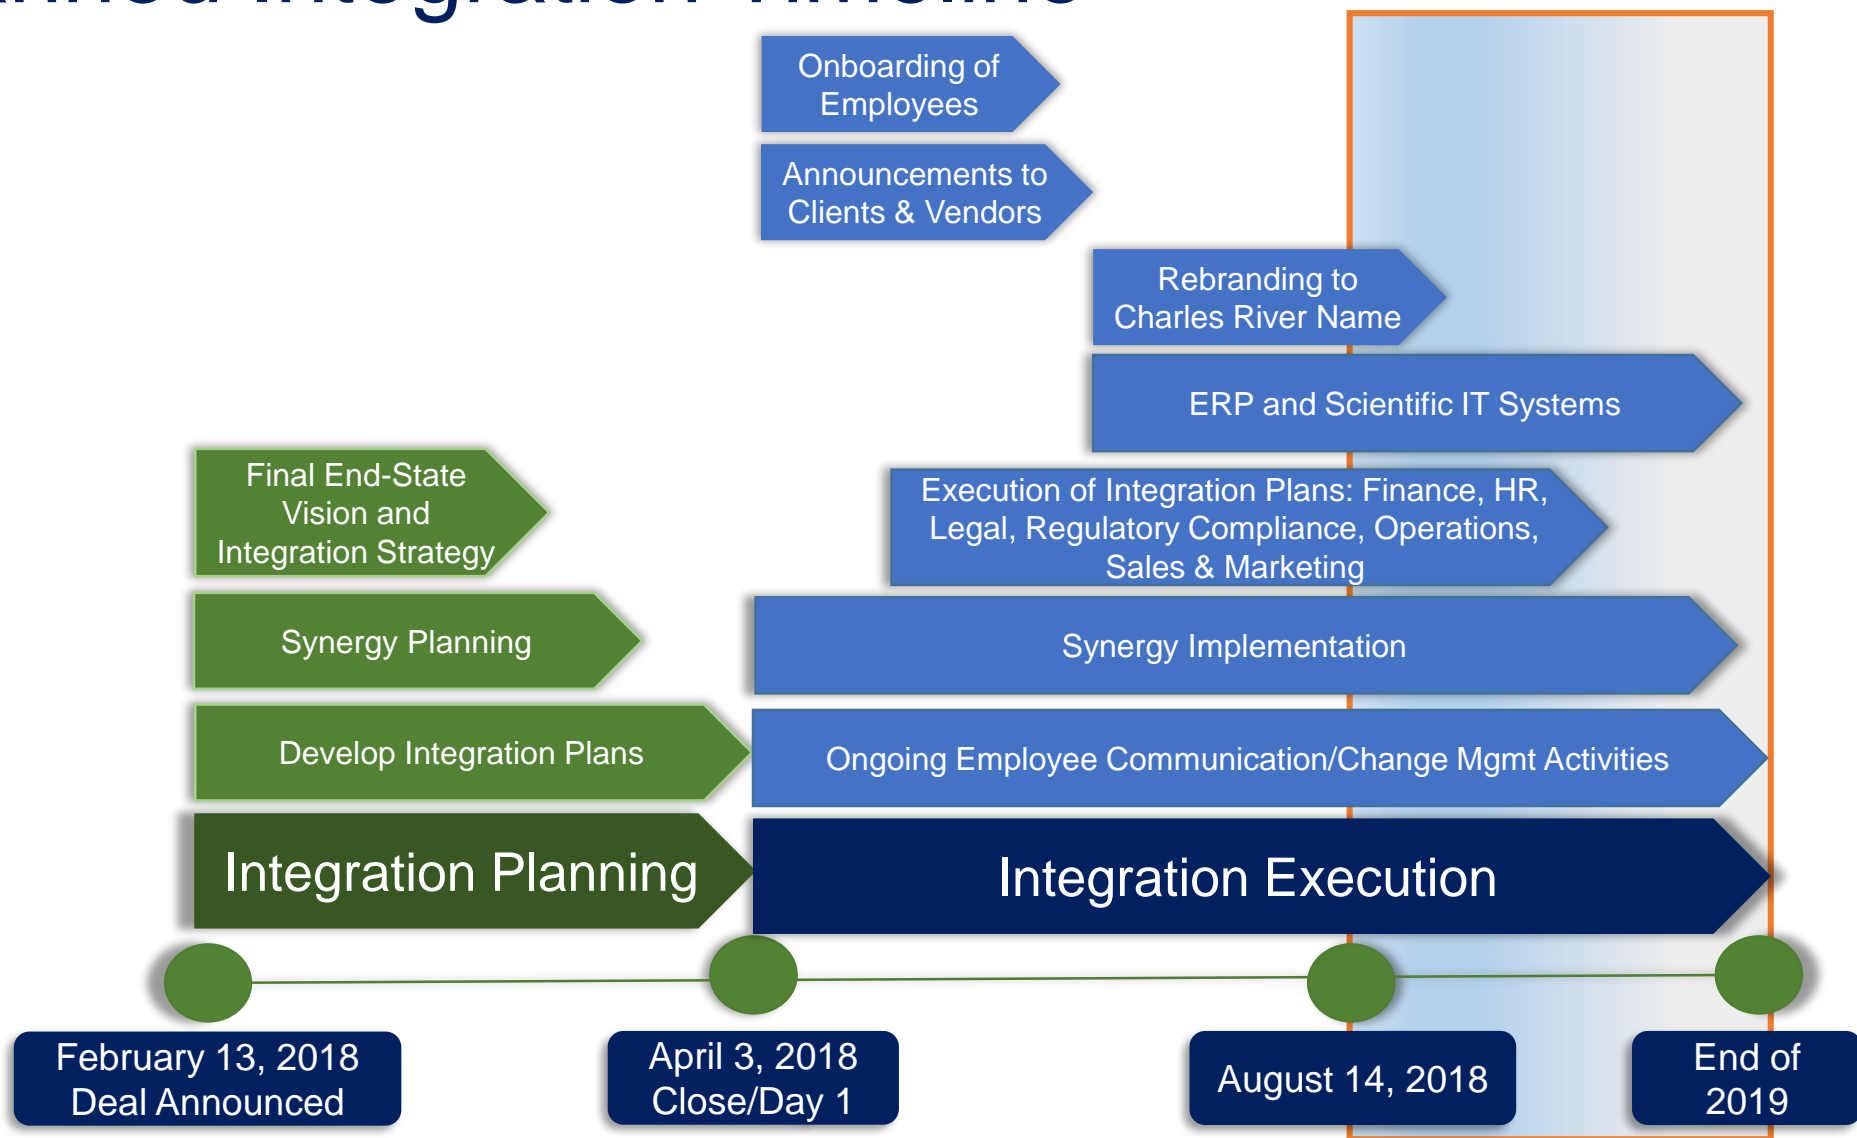 Integration Timeline
Onboarding of
Employees
Announcements to
Clients & Vendors
Rebranding to
Charles River Name
ERP and Scientific IT Systems
Final End-State
Vision and
Integration Strategy
Execution of Integration Plans: Finance, HR,
Legal, Regulatory Compliance, Operations,
Sales & Marketing
Synergy Planning
Synergy Implementation
Develop Integration Plans
Ongoing Employee Communication/Change Mgmt Activities
Integration Planning
Integration Execution
February 13, 2018
Deal Announced
April 3, 2018
Close/Day 1
August 14, 2018
End of
2019